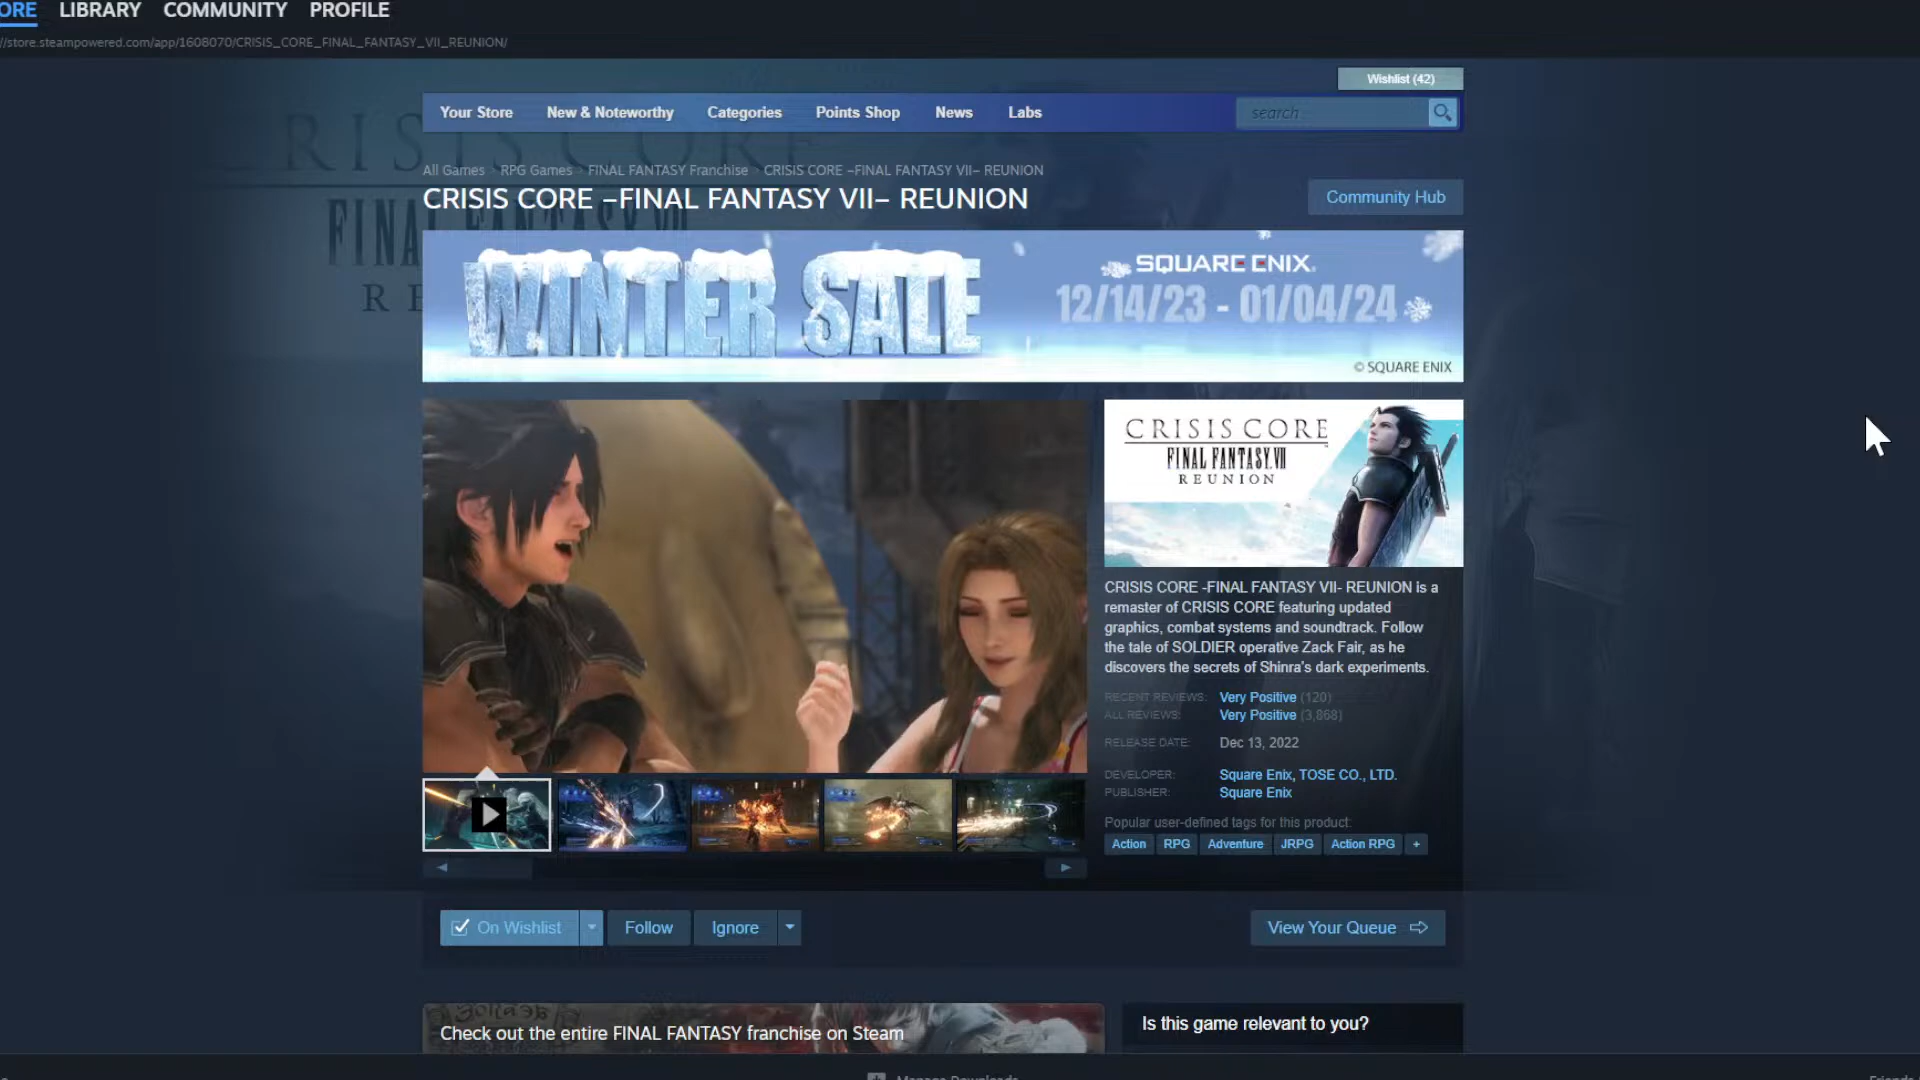 ORE LIBRARY COMMUNITY PROFILE
//store.steampowered.com/app/1608070/CRISIS_CORE_FINAL_FANTASY_VII_REUNION/
Wishlist (42)
Your Store New & Noteworthy Categories Points Shop News Labs search
All Games > RPG Games > FINAL FANTASY Franchise > CRISIS CORE –FINAL FANTASY VII– REUNION
CRISIS CORE –FINAL FANTASY VII– REUNION
Community Hub
WINTER SALE
SQUARE ENIX.
12/14/23 - 01/04/24
© SQUARE ENIX
CRISIS CORE
FINAL FANTASY VII
REUNION
CRISIS CORE -FINAL FANTASY VII- REUNION is a
remaster of CRISIS CORE featuring updated
graphics, combat systems and soundtrack. Follow
the tale of SOLDIER operative Zack Fair, as he
discovers the secrets of Shinra's dark experiments.
RECENT REVIEWS: Very Positive (120)
ALL REVIEWS: Very Positive (3,868)
RELEASE DATE: Dec 13, 2022
DEVELOPER: Square Enix, TOSE CO., LTD.
PUBLISHER: Square Enix
Popular user-defined tags for this product:
Action RPG Adventure JRPG Action RPG +
On Wishlist Follow Ignore View Your Queue
Check out the entire FINAL FANTASY franchise on Steam
Is this game relevant to you?
Manage Downloads